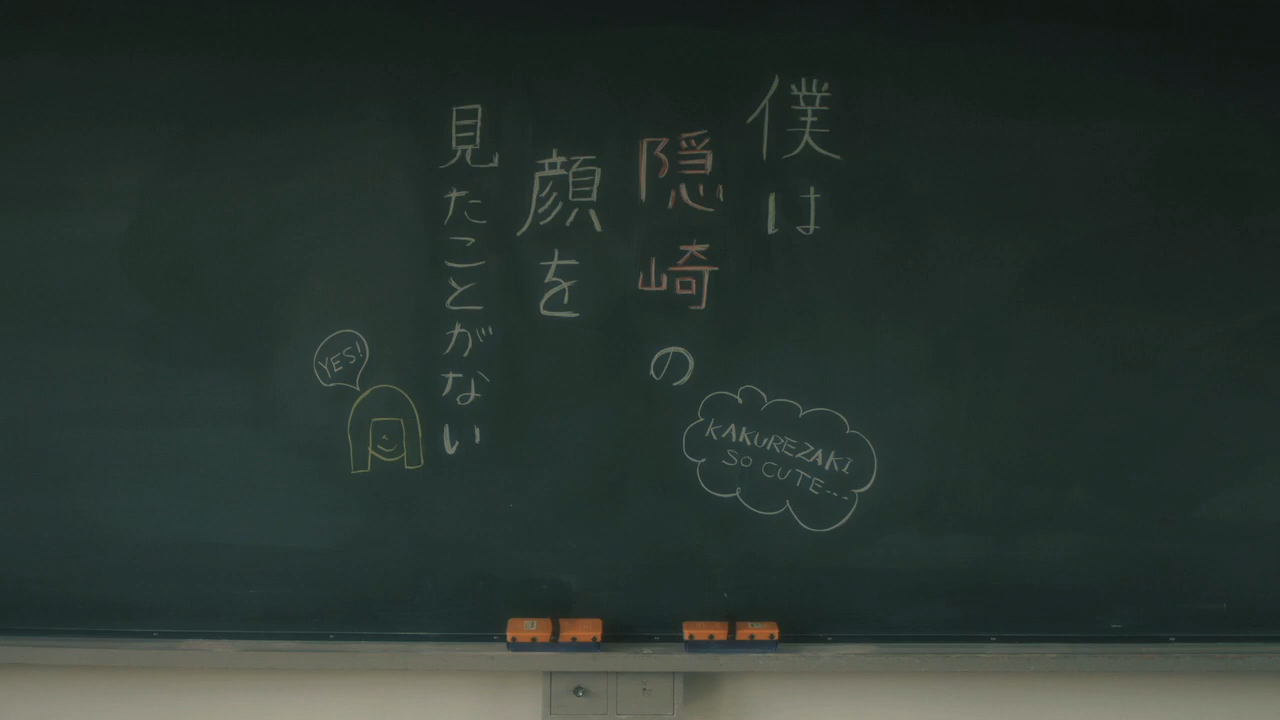 僕は
隠崎の
顔を
見たことがない
KAKUREZAKI
SO CUTE---
YES!